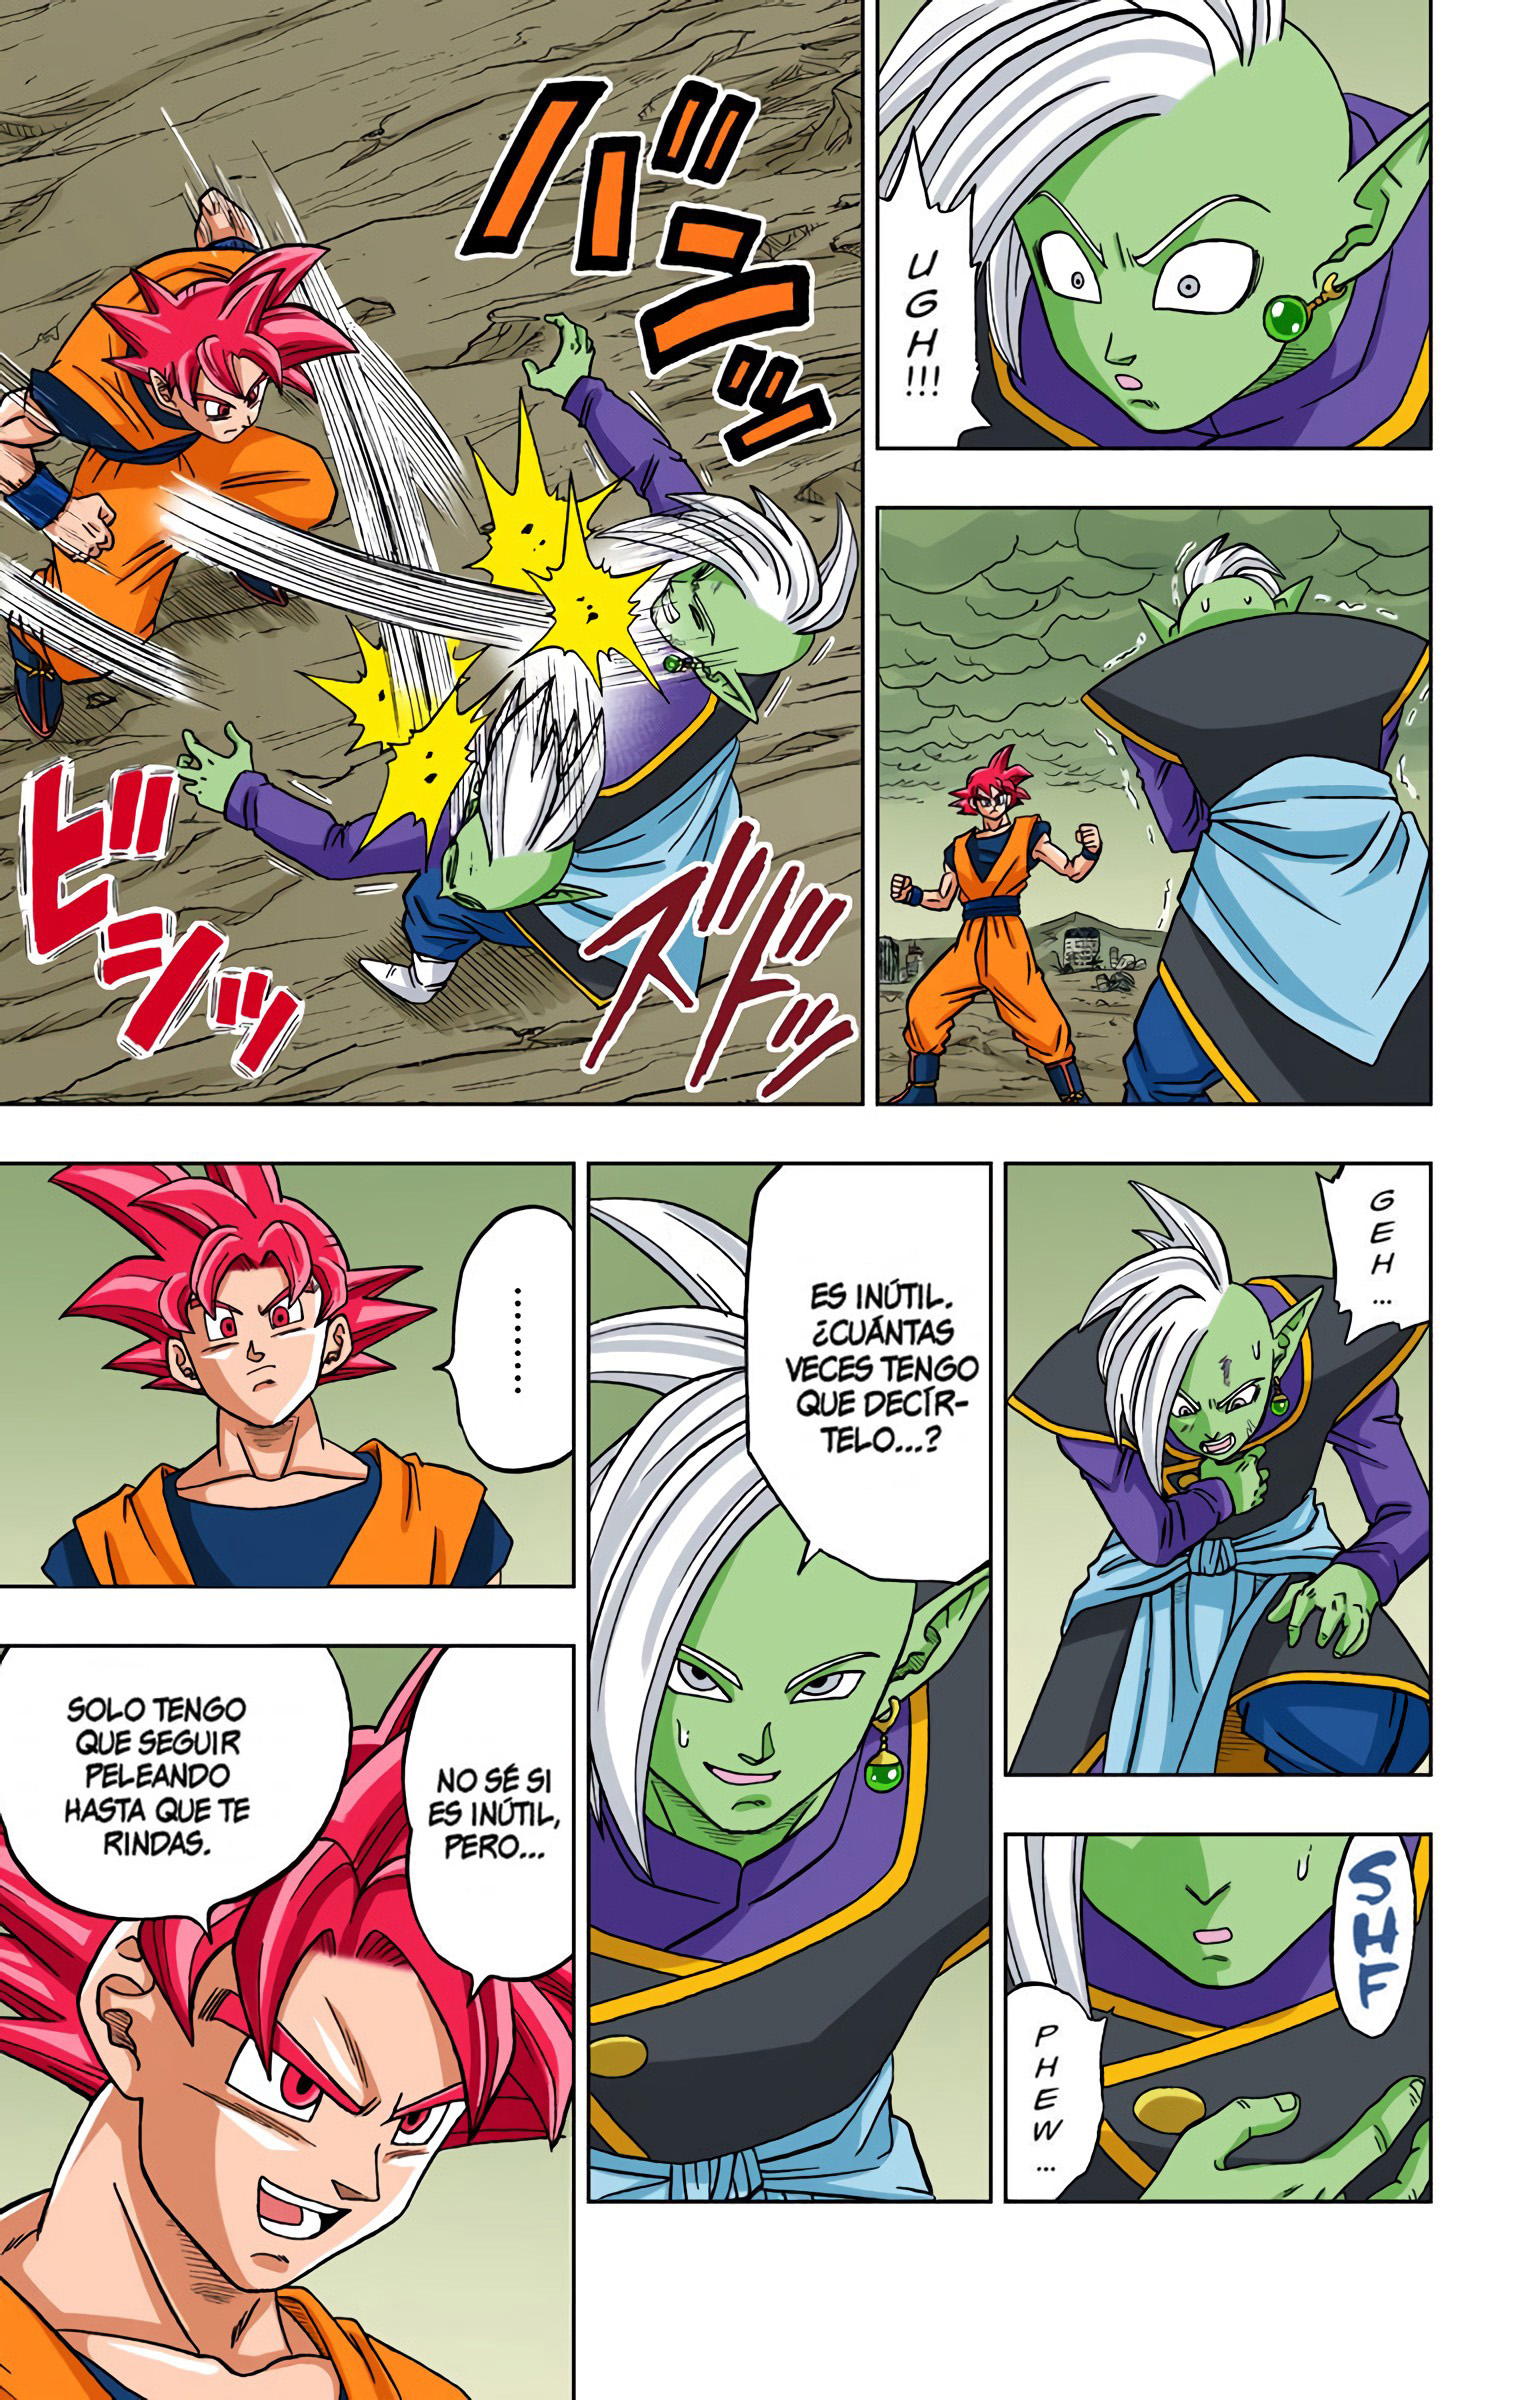 UGH!!!
バンッ
ビシッ
ズドドッ
GEH...
SHF
PHEW...
ES INÚTIL.
¿CUÁNTAS
VECES TENGO
QUE DECÍR-
TELO...?
.........
NO SÉ SI
ES INÚTIL,
PERO...
SOLO TENGO
QUE SEGUIR
PELEANDO
HASTA QUE TE
RINDAS.